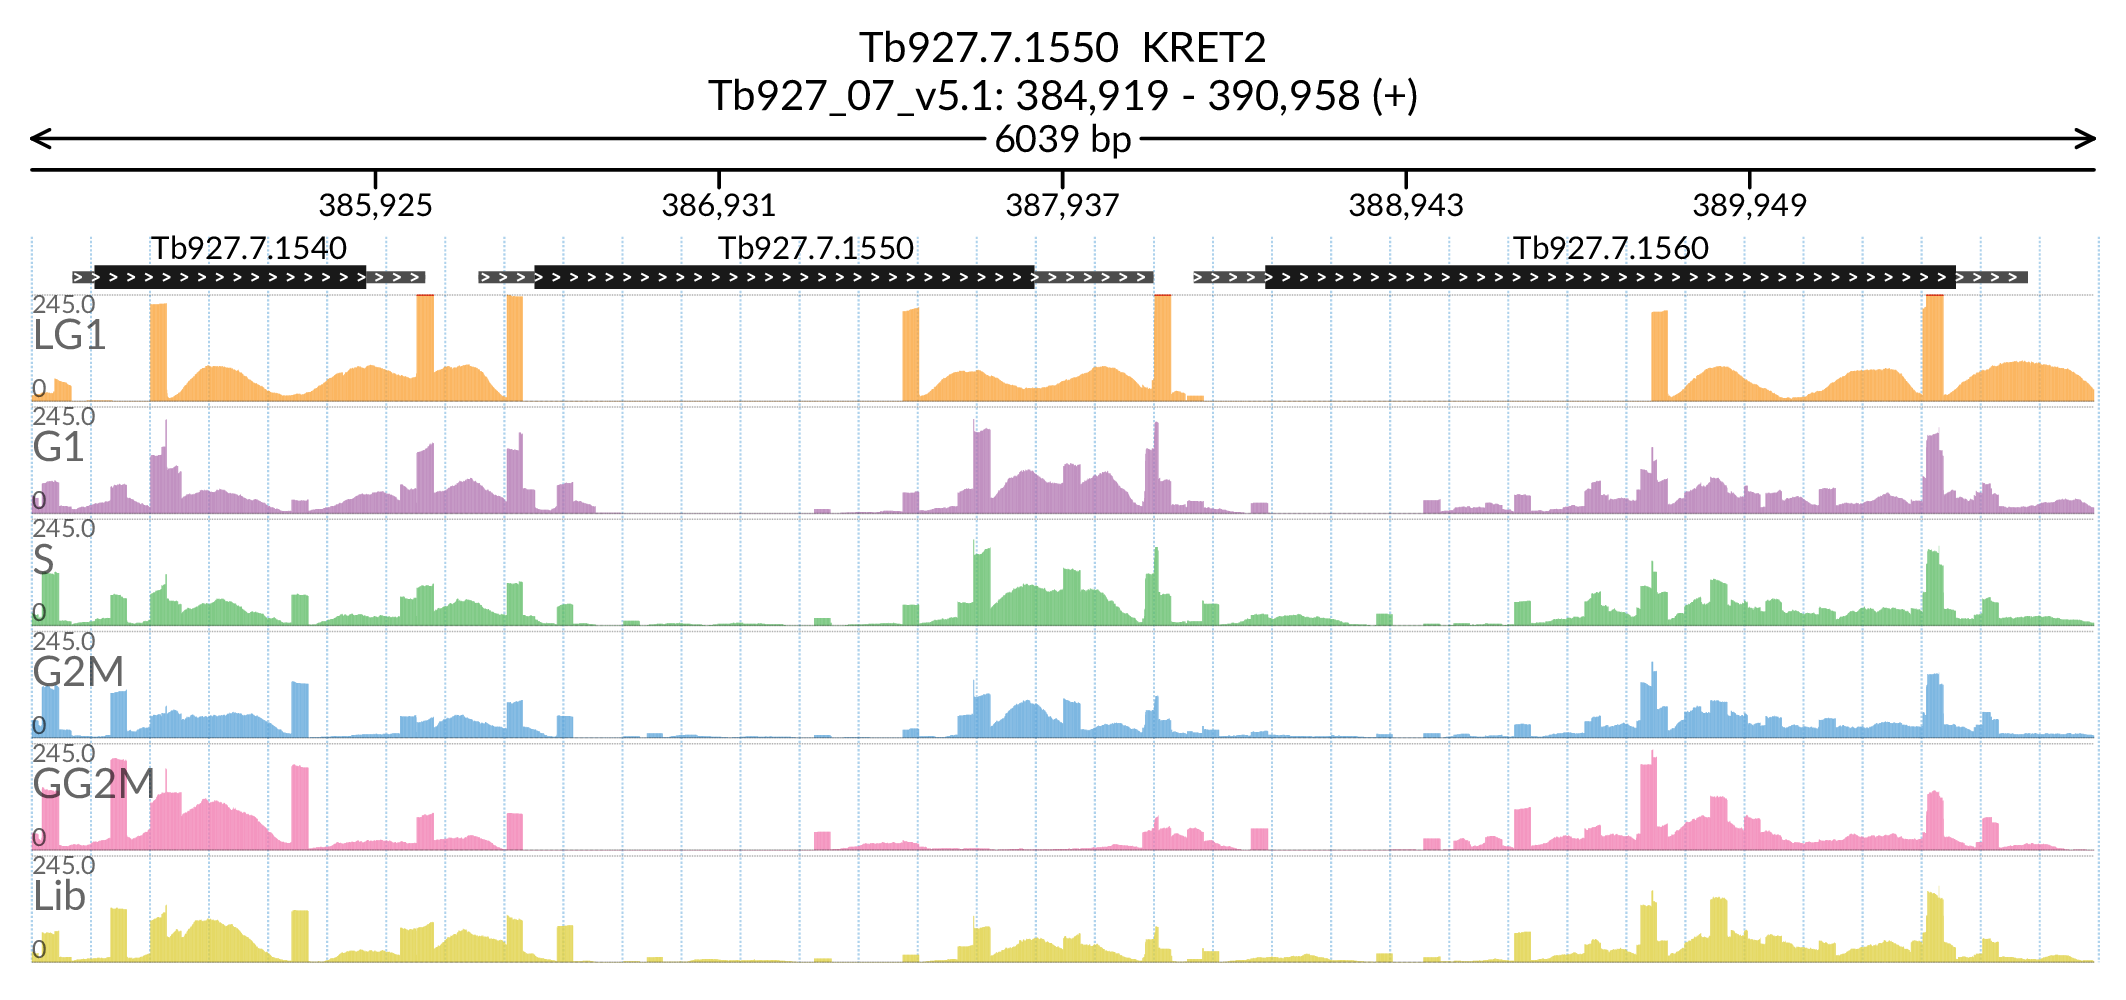 Tb927.7.1550 KRET2
Tb927_07_v5.1: 384,919 - 390,958 (+)
6039 bp
385,925 386,931 387,937 388,943 389,949
Tb927.7.1540 Tb927.7.1550 Tb927.7.1560
245.0
LG1
0
245.0
G1
0
245.0
S
0
245.0
G2M
0
245.0
GG2M
0
245.0
Lib
0